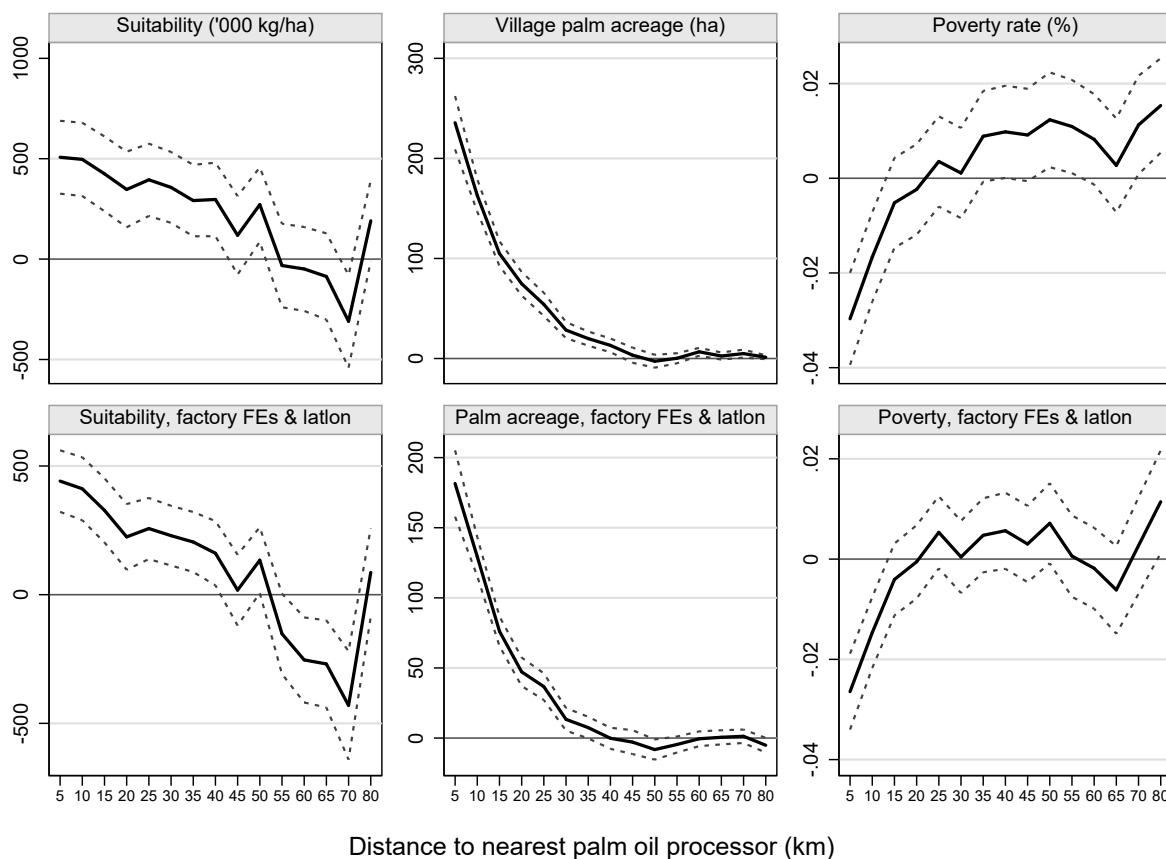 Suitability ('000 kg/ha)
Village palm acreage (ha)
Poverty rate (%)
1000
500
0
-500
300
200
100
0
.02
0
-.02
-.04
Suitability, factory FEs & latlon
Palm acreage, factory FEs & latlon
Poverty, factory FEs & latlon
500
0
-500
200
150
100
50
0
.02
0
-.02
-.04
5 10 15 20 25 30 35 40 45 50 55 60 65 70 80
5 10 15 20 25 30 35 40 45 50 55 60 65 70 80
5 10 15 20 25 30 35 40 45 50 55 60 65 70 80
Distance to nearest palm oil processor (km)